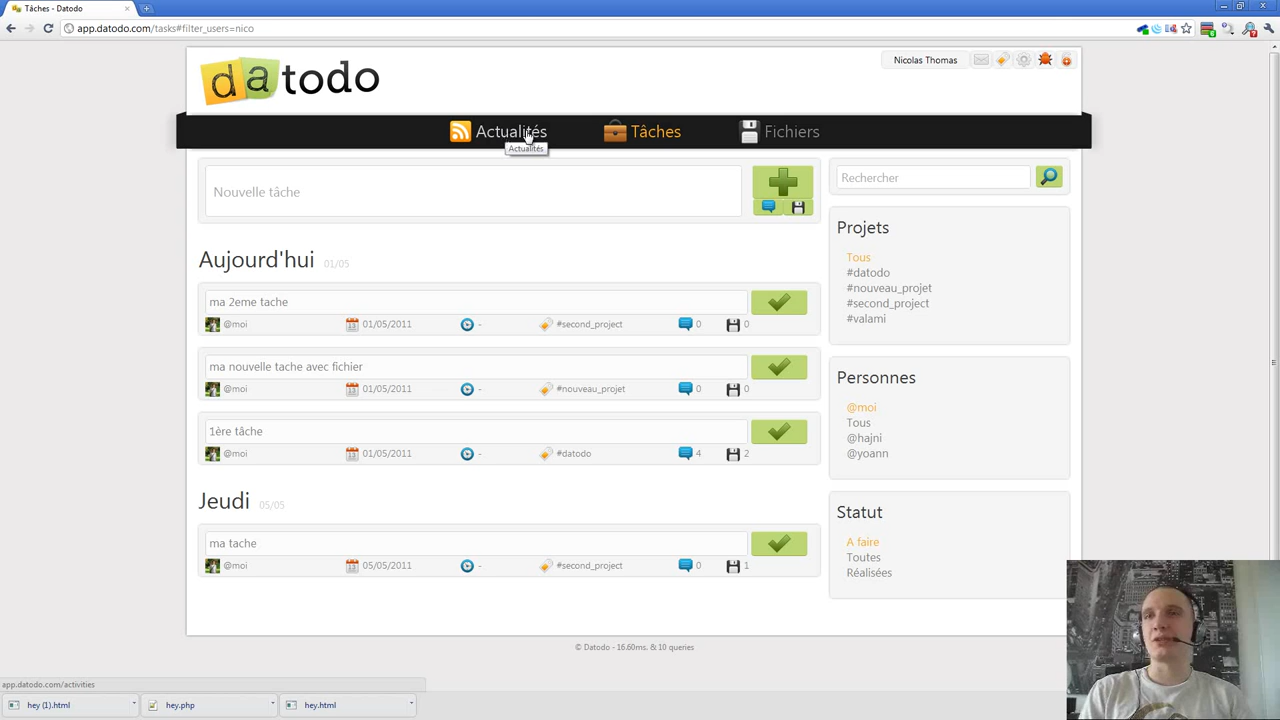 Tâches - Datodo
app.datodo.com/tasks#filter_users=nico
datodo
Nicolas Thomas
Actualités
Tâches
Fichiers
Actualités
Nouvelle tâche
Rechercher
Aujourd'hui 01/05
ma 2eme tache
@moi 01/05/2011 - #second_project 0 0
ma nouvelle tache avec fichier
@moi 01/05/2011 - #nouveau_projet 0 0
1ère tâche
@moi 01/05/2011 - #datodo 4 2
Jeudi 05/05
ma tache
@moi 05/05/2011 - #second_project 0 1
Projets
Tous
#datodo
#nouveau_projet
#second_project
#valami
Personnes
@moi
Tous
@hajni
@yoann
Statut
A faire
Toutes
Réalisées
© Datodo - 16.60ms. & 10 queries
app.datodo.com/activities
hey (1).html
hey.php
hey.html